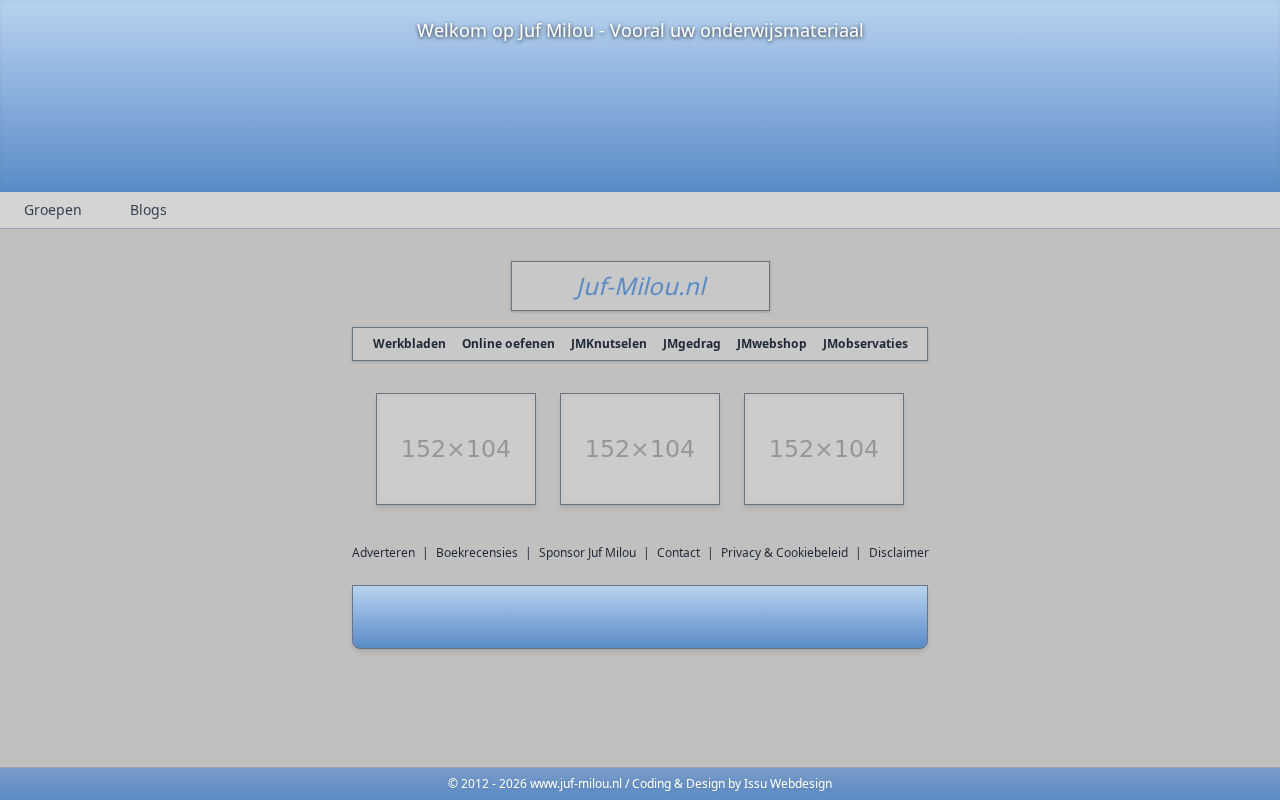 Welkom op Juf Milou - Vooral uw onderwijsmateriaal
Groepen Blogs
Juf-Milou.nl
Werkbladen Online oefenen JMKnutselen JMgedrag JMwebshop JMobservaties
152×104 152×104 152×104
Adverteren | Boekrecensies | Sponsor Juf Milou | Contact | Privacy & Cookiebeleid | Disclaimer
© 2012 - 2026 www.juf-milou.nl / Coding & Design by Issu Webdesign